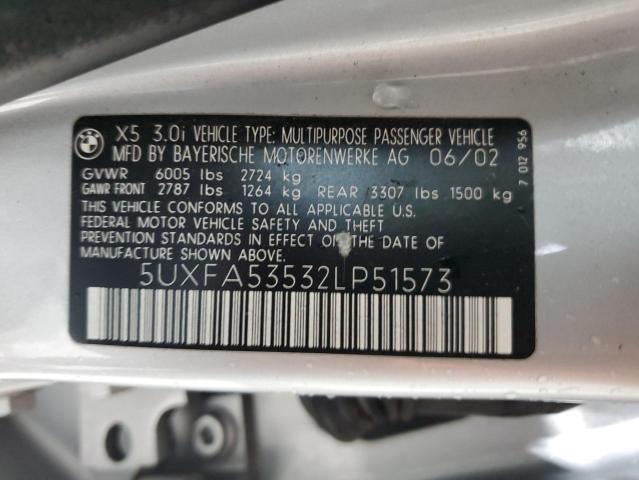 X5 3.0i VEHICLE TYPE: MULTIPURPOSE PASSENGER VEHICLE
MFD BY BAYERISCHE MOTORENWERKE AG 06/02
GVWR 6005 lbs 2724 kg
GAWR FRONT 2787 lbs 1264 kg REAR 3307 lbs 1500 kg
THIS VEHICLE CONFORMS TO ALL APPLICABLE U.S.
FEDERAL MOTOR VEHICLE SAFETY AND THEFT
PREVENTION STANDARDS IN EFFECT ON THE DATE
OF MANUFACTURE SHOWN ABOVE.
5UXFA53532LP51573
7 012 956